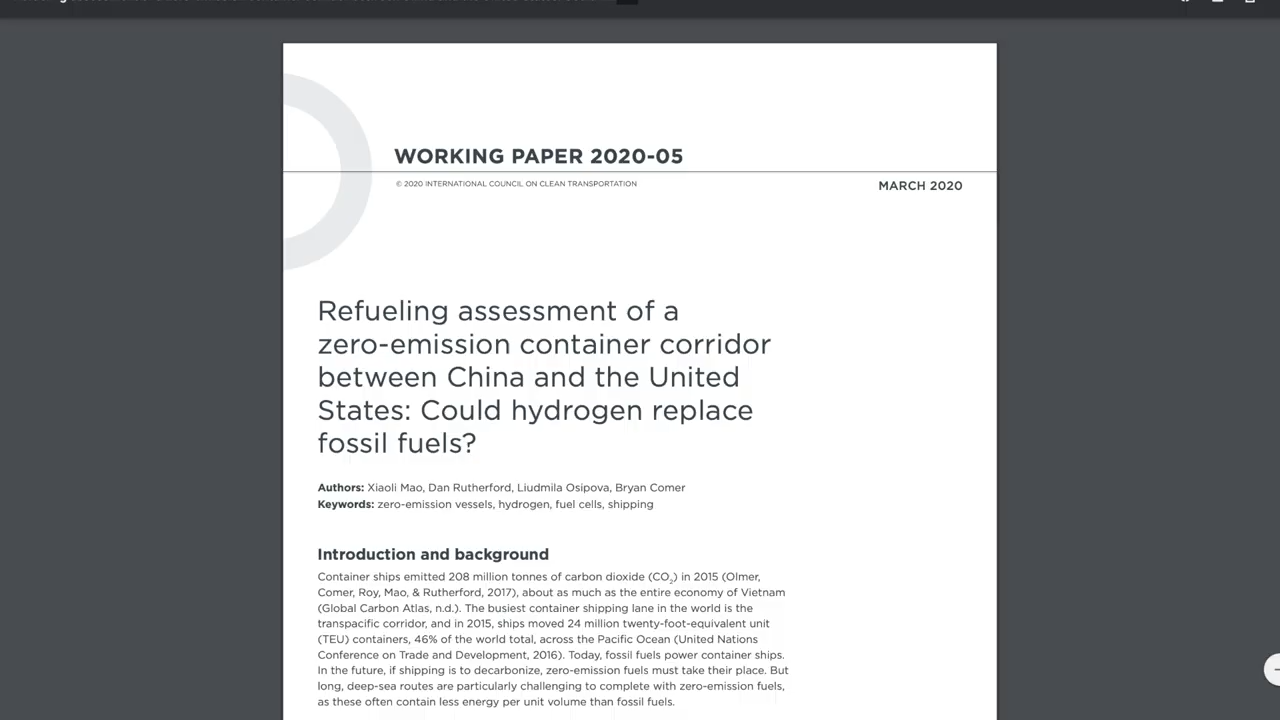 WORKING PAPER 2020-05
© 2020 INTERNATIONAL COUNCIL ON CLEAN TRANSPORTATION
MARCH 2020
Refueling assessment of a
zero-emission container corridor
between China and the United
States: Could hydrogen replace
fossil fuels?
Authors: Xiaoli Mao, Dan Rutherford, Liudmila Osipova, Bryan Comer
Keywords: zero-emission vessels, hydrogen, fuel cells, shipping
Introduction and background
Container ships emitted 208 million tonnes of carbon dioxide (CO₂) in 2015 (Olmer,
Comer, Roy, Mao, & Rutherford, 2017), about as much as the entire economy of Vietnam
(Global Carbon Atlas, n.d.). The busiest container shipping lane in the world is the
transpacific corridor, and in 2015, ships moved 24 million twenty-foot-equivalent unit
(TEU) containers, 46% of the world total, across the Pacific Ocean (United Nations
Conference on Trade and Development, 2016). Today, fossil fuels power container ships.
In the future, if shipping is to decarbonize, zero-emission fuels must take their place. But
long, deep-sea routes are particularly challenging to complete with zero-emission fuels,
as these often contain less energy per unit volume than fossil fuels.